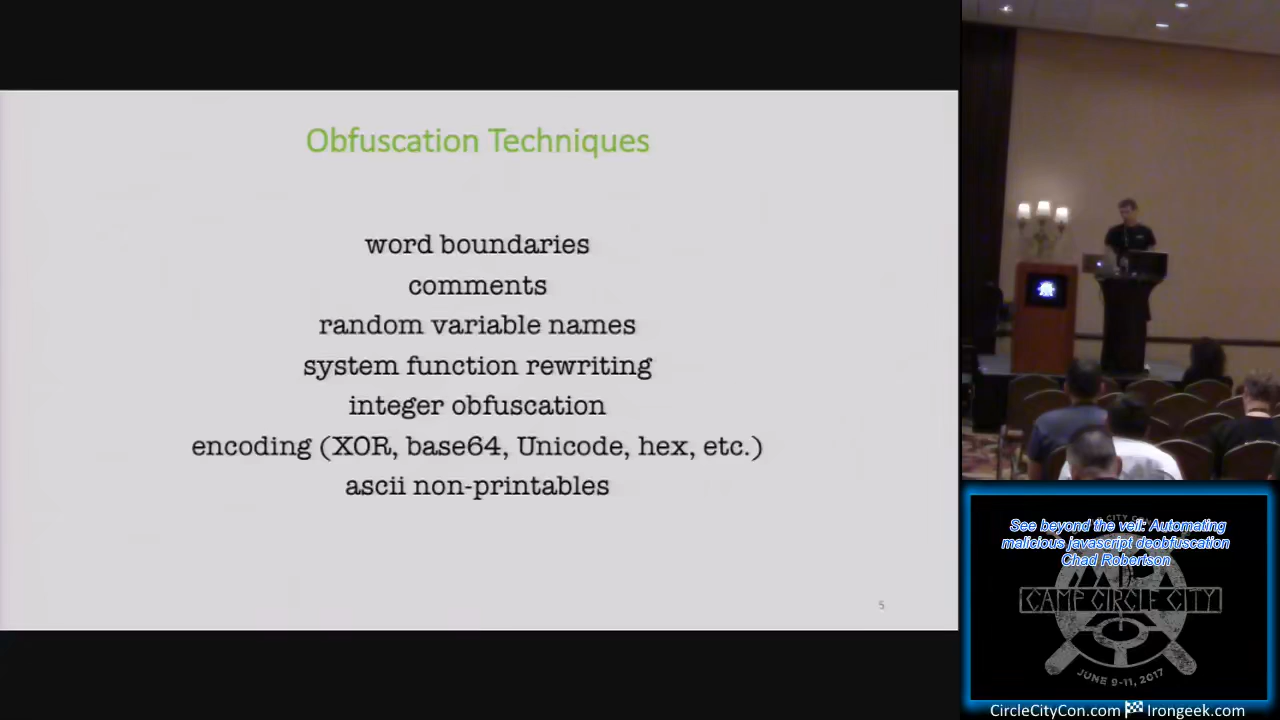 Obfuscation Techniques
word boundaries
comments
random variable names
system function rewriting
integer obfuscation
encoding (XOR, base64, Unicode, hex, etc.)
ascii non-printables
5
See beyond the veil: Automating
malicious javascript deobfuscation
Chad Robertson
CAMP CIRCLE CITY
JUNE 9-11, 2017
CircleCityCon.com Irongeek.com